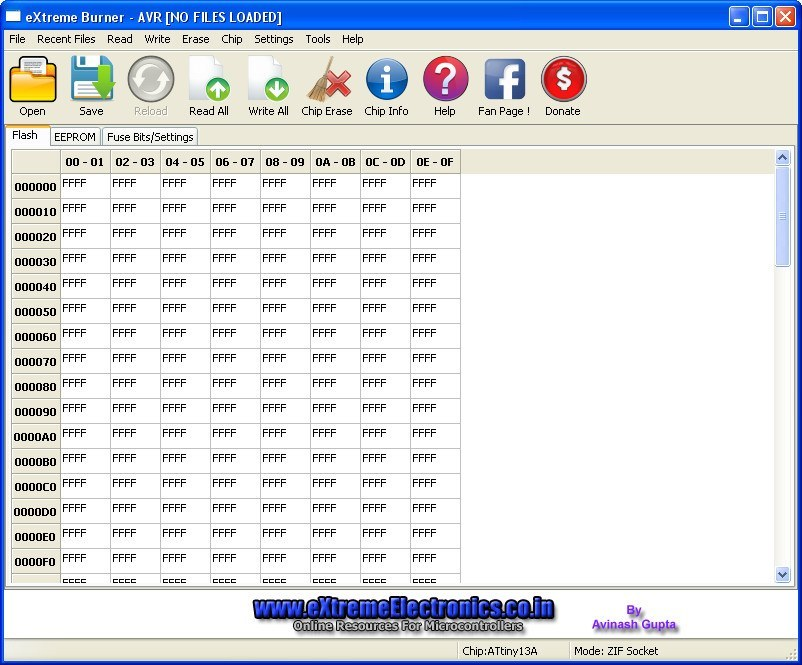 eXtreme Burner - AVR [NO FILES LOADED]
File Recent Files Read Write Erase Chip Settings Tools Help
Open Save Reload Read All Write All Chip Erase Chip Info Help Fan Page ! Donate
Flash EEPROM Fuse Bits/Settings
00 - 01 02 - 03 04 - 05 06 - 07 08 - 09 0A - 0B 0C - 0D 0E - 0F
000000 FFFF FFFF FFFF FFFF FFFF FFFF FFFF FFFF
000010 FFFF FFFF FFFF FFFF FFFF FFFF FFFF FFFF
000020 FFFF FFFF FFFF FFFF FFFF FFFF FFFF FFFF
000030 FFFF FFFF FFFF FFFF FFFF FFFF FFFF FFFF
000040 FFFF FFFF FFFF FFFF FFFF FFFF FFFF FFFF
000050 FFFF FFFF FFFF FFFF FFFF FFFF FFFF FFFF
000060 FFFF FFFF FFFF FFFF FFFF FFFF FFFF FFFF
000070 FFFF FFFF FFFF FFFF FFFF FFFF FFFF FFFF
000080 FFFF FFFF FFFF FFFF FFFF FFFF FFFF FFFF
000090 FFFF FFFF FFFF FFFF FFFF FFFF FFFF FFFF
0000A0 FFFF FFFF FFFF FFFF FFFF FFFF FFFF FFFF
0000B0 FFFF FFFF FFFF FFFF FFFF FFFF FFFF FFFF
0000C0 FFFF FFFF FFFF FFFF FFFF FFFF FFFF FFFF
0000D0 FFFF FFFF FFFF FFFF FFFF FFFF FFFF FFFF
0000E0 FFFF FFFF FFFF FFFF FFFF FFFF FFFF FFFF
0000F0 FFFF FFFF FFFF FFFF FFFF FFFF FFFF FFFF
www.eXtremeElectronics.co.in
Online Resources For Microcontrollers
By
Avinash Gupta
Chip:ATtiny13A Mode: ZIF Socket